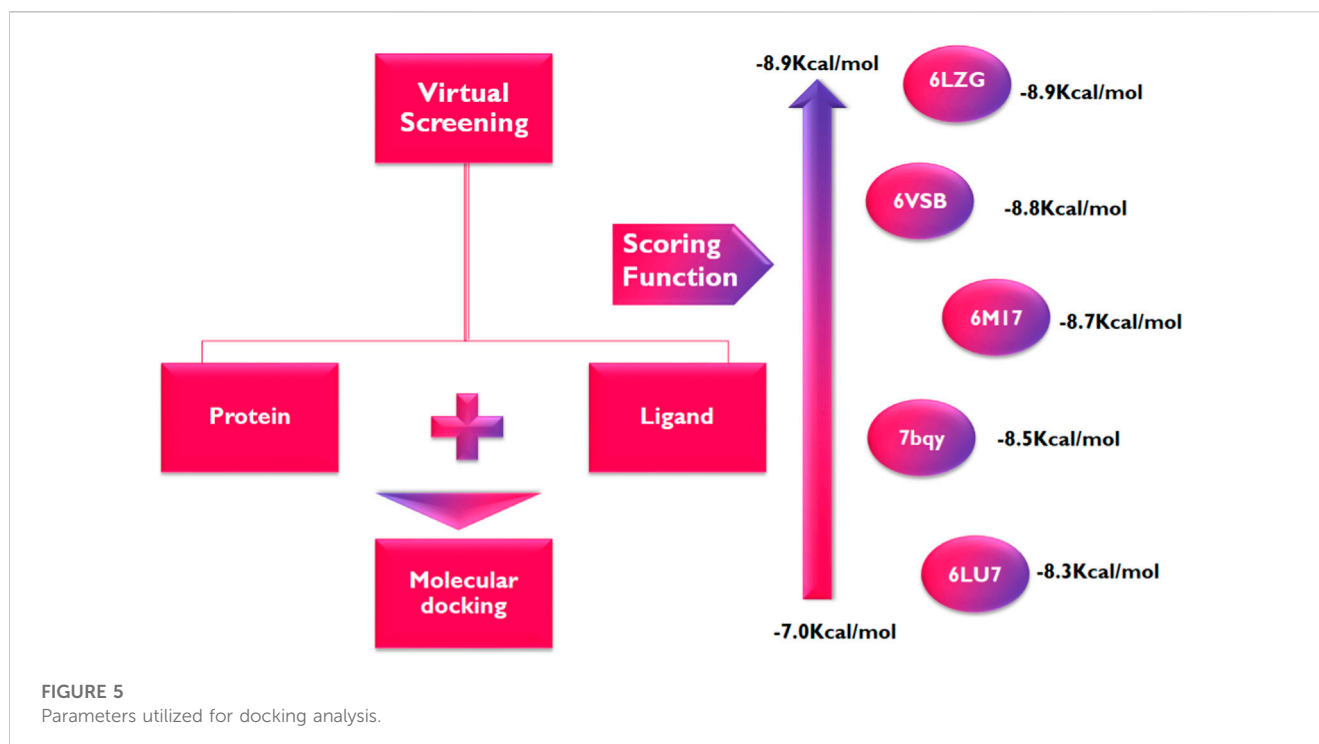 Virtual
Screening
Protein
Ligand
Molecular
docking
Scoring
Function
-8.9Kcal/mol
-7.0Kcal/mol
6LZG
-8.9Kcal/mol
6VSB
-8.8Kcal/mol
6M17
-8.7Kcal/mol
7bqy
-8.5Kcal/mol
6LU7
-8.3Kcal/mol
FIGURE 5
Parameters utilized for docking analysis.